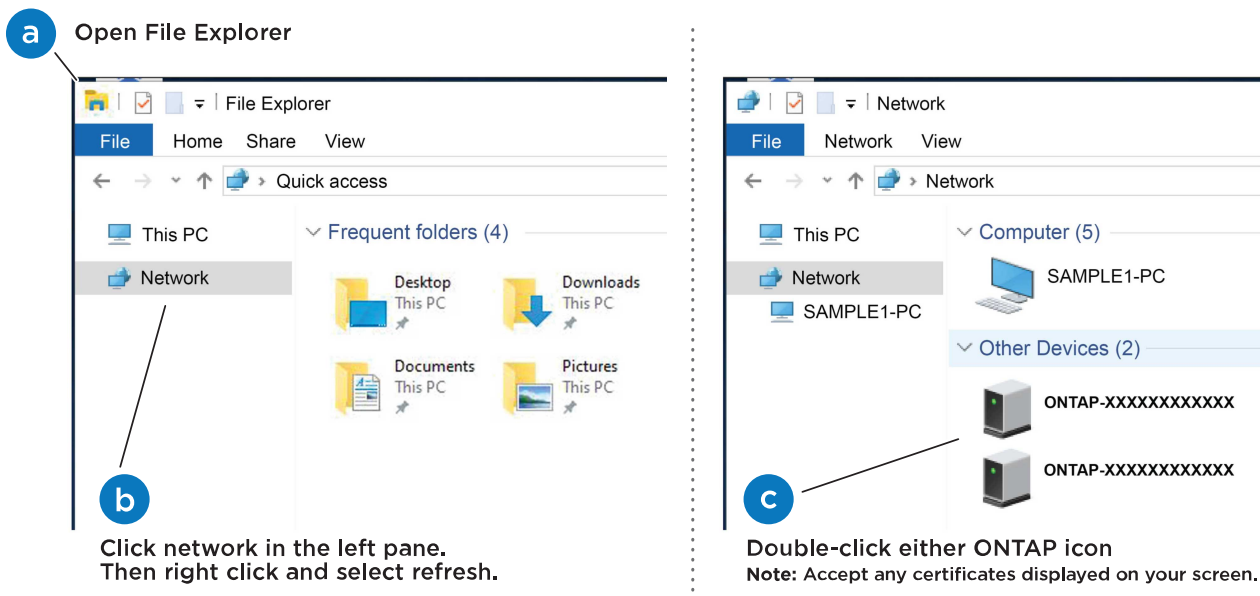 a
Open File Explorer
File Explorer
File Home Share View
Quick access
This PC
Network
Frequent folders (4)
Desktop
This PC
Downloads
This PC
Documents
This PC
Pictures
This PC
b
Click network in the left pane.
Then right click and select refresh.
Network
File Network View
Network
This PC
Network
SAMPLE1-PC
Computer (5)
SAMPLE1-PC
Other Devices (2)
ONTAP-XXXXXXXXXXXX
ONTAP-XXXXXXXXXXXX
c
Double-click either ONTAP icon
Note: Accept any certificates displayed on your screen.